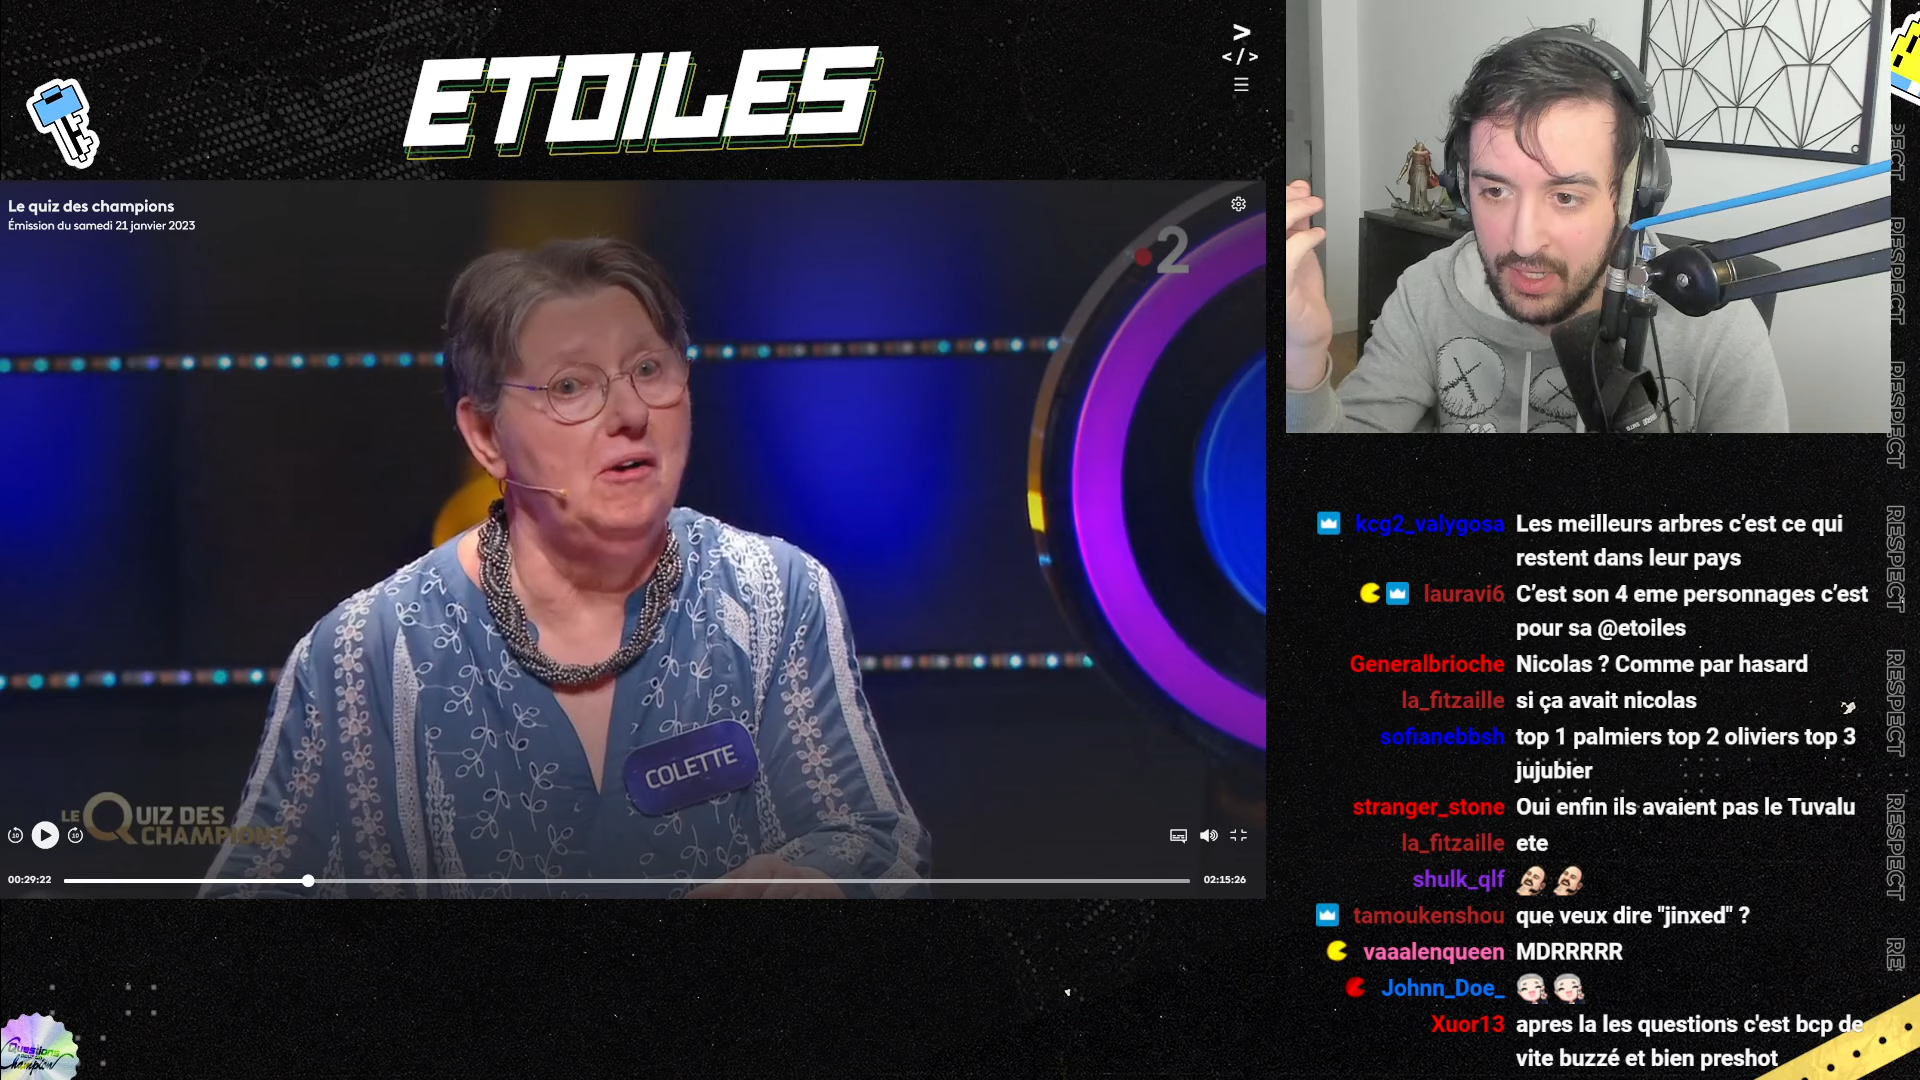 ETOILES
>
</>
Le quiz des champions
Émission du samedi 21 janvier 2023
2
COLETTE
LE QUIZ DES
CHAMPIONS
10
10
00:29:22
02:15:26
kcg2_valygosa Les meilleurs arbres c’est ce qui
restent dans leur pays
lauravi6 C’est son 4 eme personnages c’est
pour sa @etoiles
Generalbrioche Nicolas ? Comme par hasard
la_fitzaille si ça avait nicolas
sofianebbsh top 1 palmiers top 2 oliviers top 3
jujubier
stranger_stone Oui enfin ils avaient pas le Tuvalu
la_fitzaille ete
shulk_qlf
tamoukenshou que veux dire "jinxed" ?
vaaalenqueen MDRRRRR
Johnn_Doe_
Xuor13 apres la les questions c'est bcp de
vite buzzé et bien preshot
RESPECT
RESPECT
RESPECT
RESPECT
RESPECT
RE
Questions
Champion